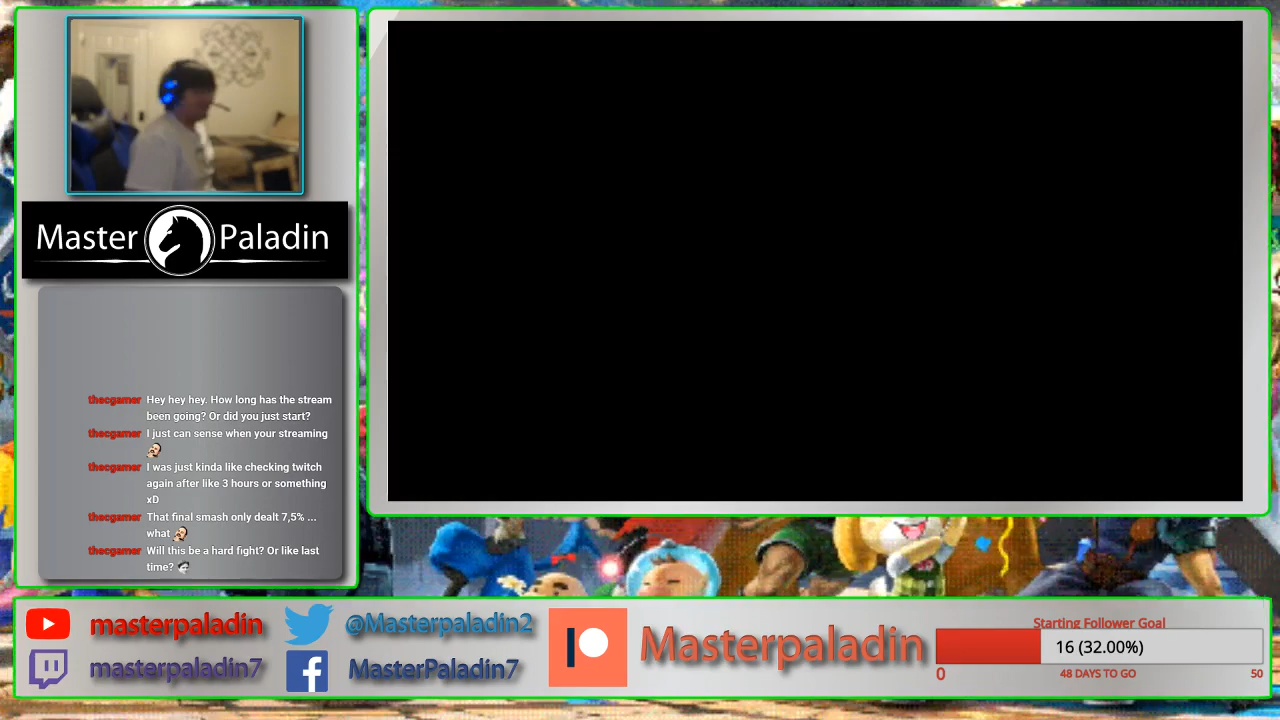 Master Paladin
thecgamer Hey hey hey. How long has the stream
been going? Or did you just start?
thecgamer I just can sense when your streaming
thecgamer I was just kinda like checking twitch
again after like 3 hours or something
xD
thecgamer That final smash only dealt 7,5% ...
what
thecgamer Will this be a hard fight? Or like last
time?
masterpaladin
@Masterpaladin2
masterpaladin7
MasterPaladin7
Masterpaladin
Starting Follower Goal
16 (32.00%)
0 48 DAYS TO GO 50